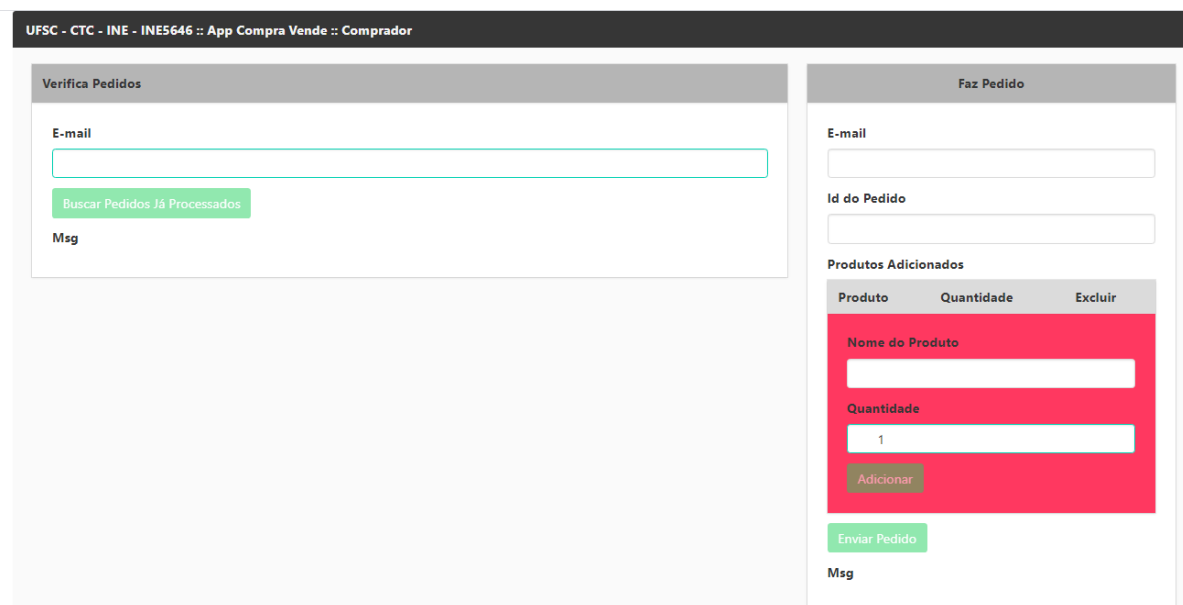 UFSC - CTC - INE - INE5646 :: App Compra Vende :: Comprador
Verifica Pedidos
E-mail
Buscar Pedidos Já Processados
Msg
Faz Pedido
E-mail
Id do Pedido
Produtos Adicionados
Produto Quantidade Excluir
Nome do Produto
Quantidade
1
Adicionar
Enviar Pedido
Msg